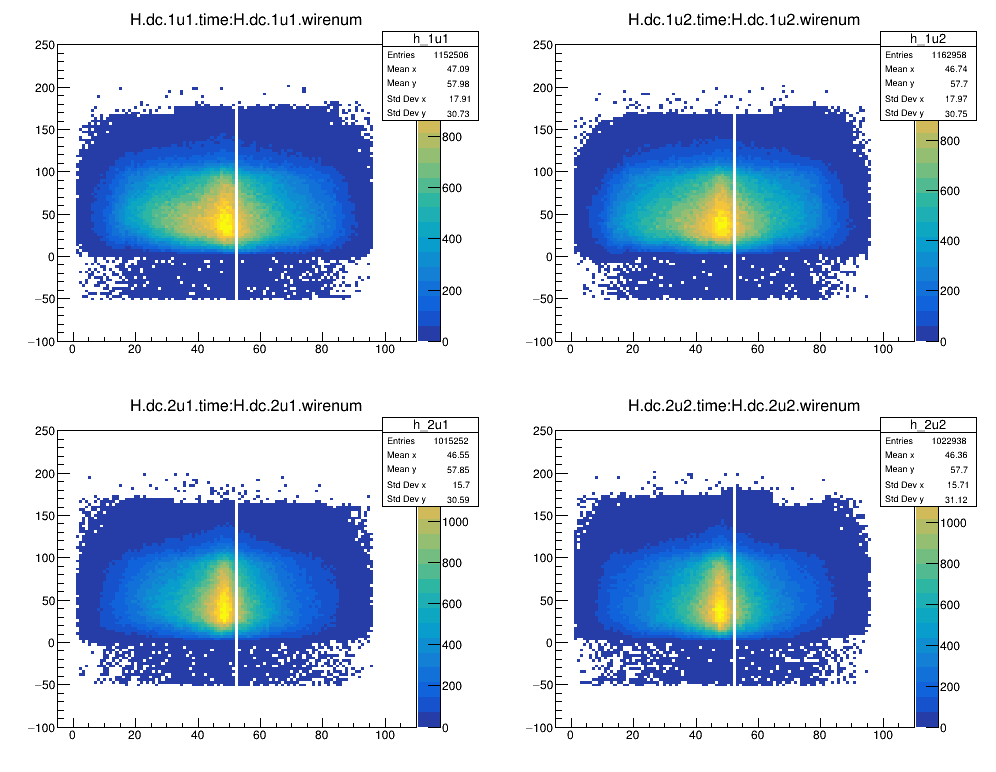 H.dc.1u1.time:H.dc.1u1.wirenum
h_1u1
Entries 1152506
Mean x 47.09
Mean y 57.98
Std Dev x 17.91
Std Dev y 30.73
250
200
150
100
50
0
−50
−100
0 20 40 60 80 100
800
600
400
200
0
H.dc.1u2.time:H.dc.1u2.wirenum
h_1u2
Entries 1162958
Mean x 46.74
Mean y 57.7
Std Dev x 17.97
Std Dev y 30.75
250
200
150
100
50
0
−50
−100
0 20 40 60 80 100
800
600
400
200
0
H.dc.2u1.time:H.dc.2u1.wirenum
h_2u1
Entries 1015252
Mean x 46.55
Mean y 57.85
Std Dev x 15.7
Std Dev y 30.59
250
200
150
100
50
0
−50
−100
0 20 40 60 80 100
1000
800
600
400
200
0
H.dc.2u2.time:H.dc.2u2.wirenum
h_2u2
Entries 1022938
Mean x 46.36
Mean y 57.7
Std Dev x 15.71
Std Dev y 31.12
250
200
150
100
50
0
−50
−100
0 20 40 60 80 100
1000
800
600
400
200
0